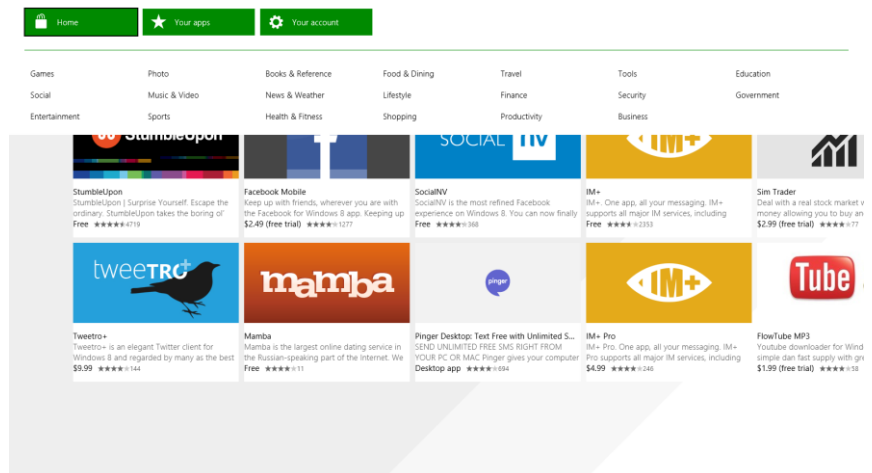 Home Your apps Your account
Games Photo Books & Reference Food & Dining Travel Tools Education
Social Music & Video News & Weather Lifestyle Finance Security Government
Entertainment Sports Health & Fitness Shopping Productivity Business
StumbleUpon SOCIAL nv IM+
StumbleUpon Facebook Mobile SocialNV IM+ Sim Trader
StumbleUpon | Surprise Yourself. Escape the Keep up with friends, wherever you are with SocialNV is the most refined Facebook IM+. One app, all your messaging. IM+ Deal with a real stock market
ordinary. StumbleUpon takes the boring ol' the Facebook for Windows 8 app. Keeping up experience on Windows 8. You can now finally supports all major IM services, including money allowing you to buy
Free 4719 $2.49 (free trial) 1277 Free 368 Free 2353 $2.99 (free trial) 77
tweetro+ mamba pinger IM+ Tube
Tweetro+ Mamba Pinger Desktop: Text Free with Unlimited S... IM+ Pro FlowTube MP3
Tweetro+ is an elegant Twitter client for Mamba is the largest online dating service in SEND UNLIMITED FREE SMS RIGHT FROM IM+ Pro. One app, all your messaging. IM+ Youtube downloader for
Windows 8 and regarded by many as the best the Russian-speaking part of the Internet. We YOUR PC OR MAC Pinger gives your computer Pro supports all major IM services, including simple dan fast supply with
$9.99 144 Free 11 Desktop app 694 $4.99 246 $1.99 (free trial) 58